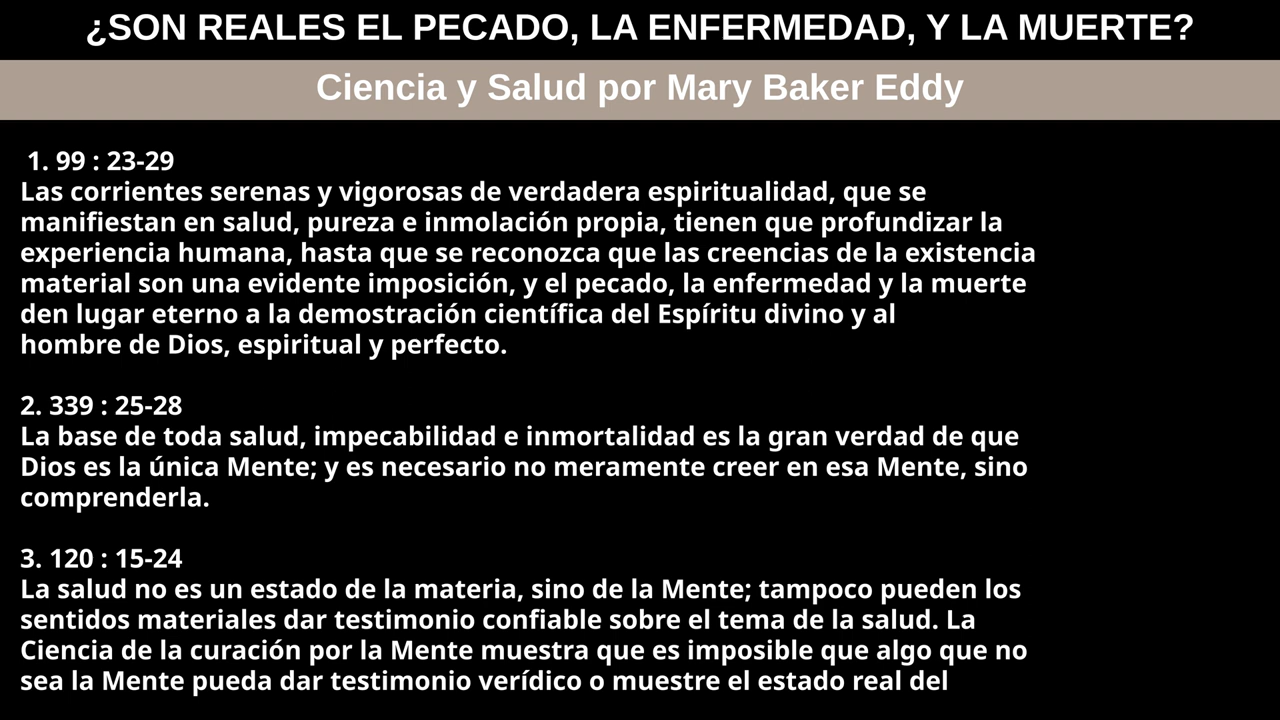 ¿SON REALES EL PECADO, LA ENFERMEDAD, Y LA MUERTE?
Ciencia y Salud por Mary Baker Eddy
1. 99 : 23-29
Las corrientes serenas y vigorosas de verdadera espiritualidad, que se
manifiestan en salud, pureza e inmolación propia, tienen que profundizar la
experiencia humana, hasta que se reconozca que las creencias de la existencia
material son una evidente imposición, y el pecado, la enfermedad y la muerte
den lugar eterno a la demostración científica del Espíritu divino y al
hombre de Dios, espiritual y perfecto.
2. 339 : 25-28
La base de toda salud, impecabilidad e inmortalidad es la gran verdad de que
Dios es la única Mente; y es necesario no meramente creer en esa Mente, sino
comprenderla.
3. 120 : 15-24
La salud no es un estado de la materia, sino de la Mente; tampoco pueden los
sentidos materiales dar testimonio confiable sobre el tema de la salud. La
Ciencia de la curación por la Mente muestra que es imposible que algo que no
sea la Mente pueda dar testimonio verídico o muestre el estado real del